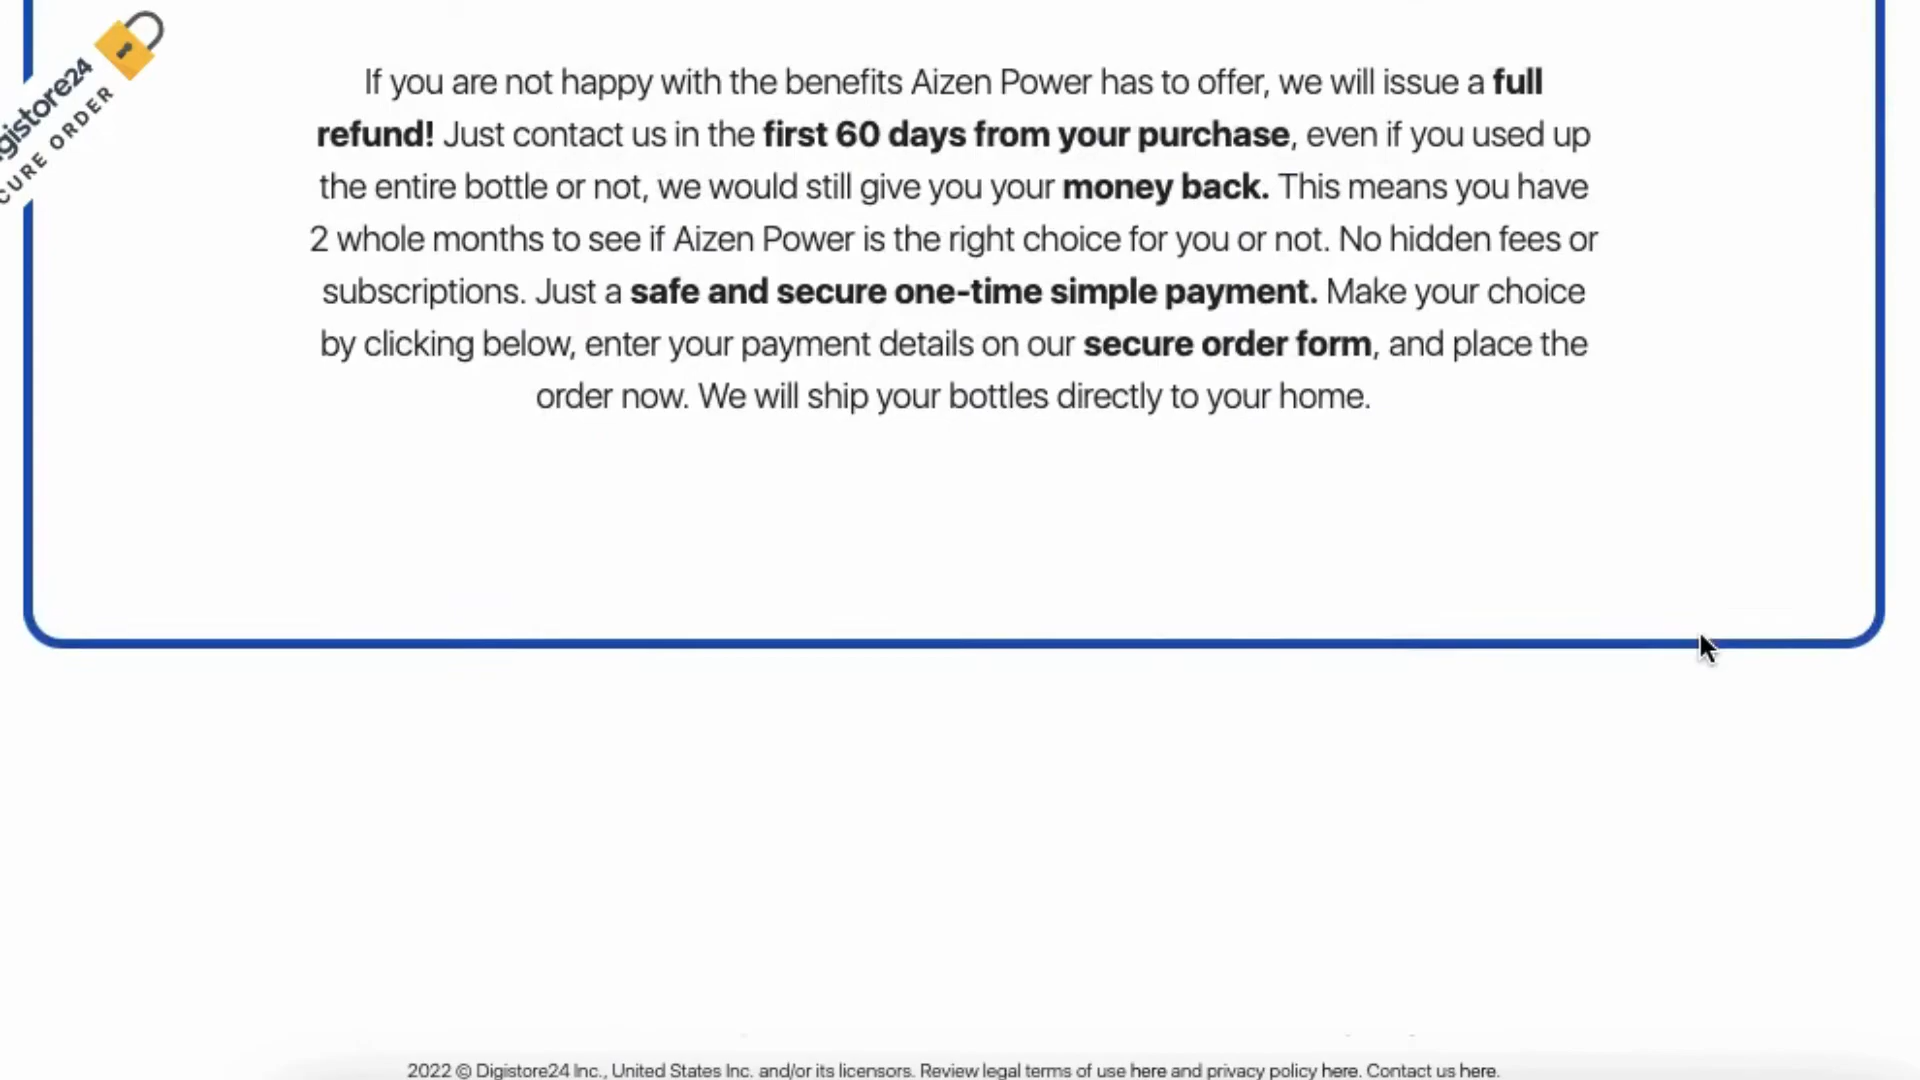 gistore24
CURE ORDER
If you are not happy with the benefits Aizen Power has to offer, we will issue a full
refund! Just contact us in the first 60 days from your purchase, even if you used up
the entire bottle or not, we would still give you your money back. This means you have
2 whole months to see if Aizen Power is the right choice for you or not. No hidden fees or
subscriptions. Just a safe and secure one-time simple payment. Make your choice
by clicking below, enter your payment details on our secure order form, and place the
order now. We will ship your bottles directly to your home.
2022 © Digistore24 Inc., United States Inc. and/or its licensors. Review legal terms of use here and privacy policy here. Contact us here.